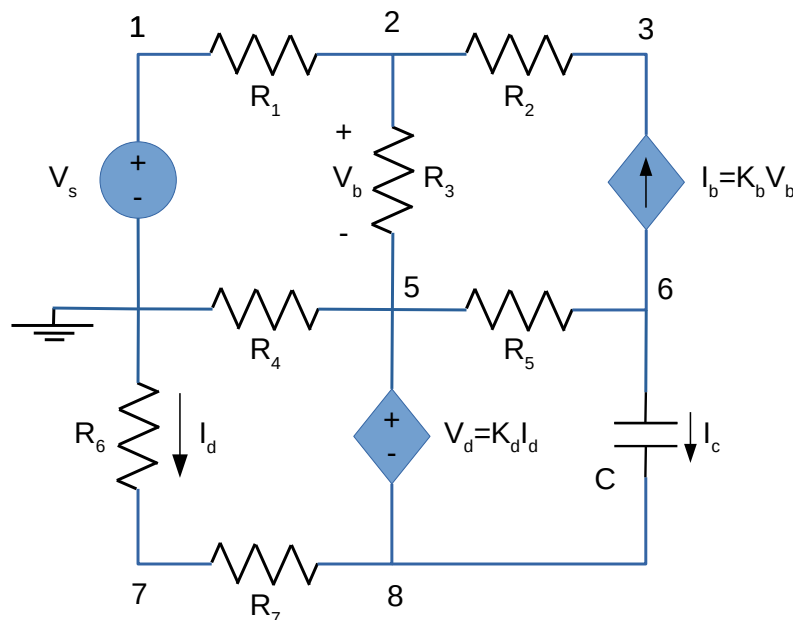 1
2
3
R1
R2
Vs
+
-
+
Vb
-
R3
Ib=KbVb
5
6
R4
R5
R6
Id
+
-
Vd=KdId
C
Ic
7
R7
8